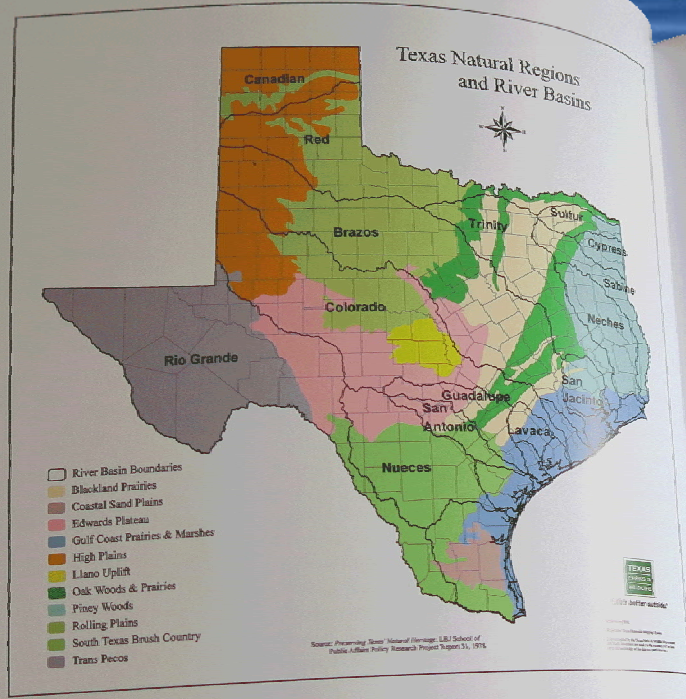 Texas Natural Regions
and River Basins
Canadian
Red
Brazos
Trinity
Sulfur
Cypress
Sabine
Neches
Colorado
Rio Grande
San
Jacinto
Guadalupe
San
Antonio
Lavaca
Nueces
River Basin Boundaries
Blackland Prairies
Coastal Sand Plains
Edwards Plateau
Gulf Coast Prairies & Marshes
High Plains
Llano Uplift
Oak Woods & Prairies
Piney Woods
Rolling Plains
South Texas Brush Country
Trans Pecos
Source: Preserving Texas' Natural Heritage. LBJ School of
Public Affairs Policy Research Project Report 31, 1978.
TEXAS